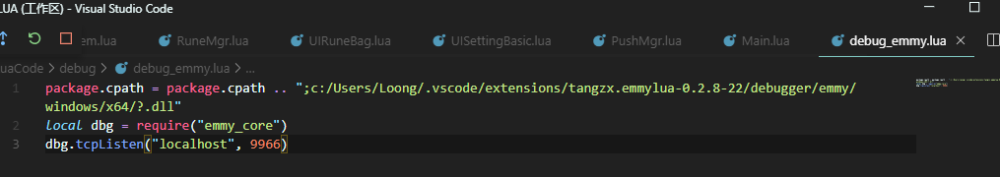 LUA (工作区) - Visual Studio Code
em.lua RuneMgr.lua UIRuneBag.lua UISettingBasic.lua PushMgr.lua Main.lua debug_emmy.lua
uaCode > debug > debug_emmy.lua > ...
1 package.cpath = package.cpath .. ";c:/Users/Loong/.vscode/extensions/tangzx.emmylua-0.2.8-22/debugger/emmy/
windows/x64/?.dll"
2 local dbg = require("emmy_core")
3 dbg.tcpListen("localhost", 9966)